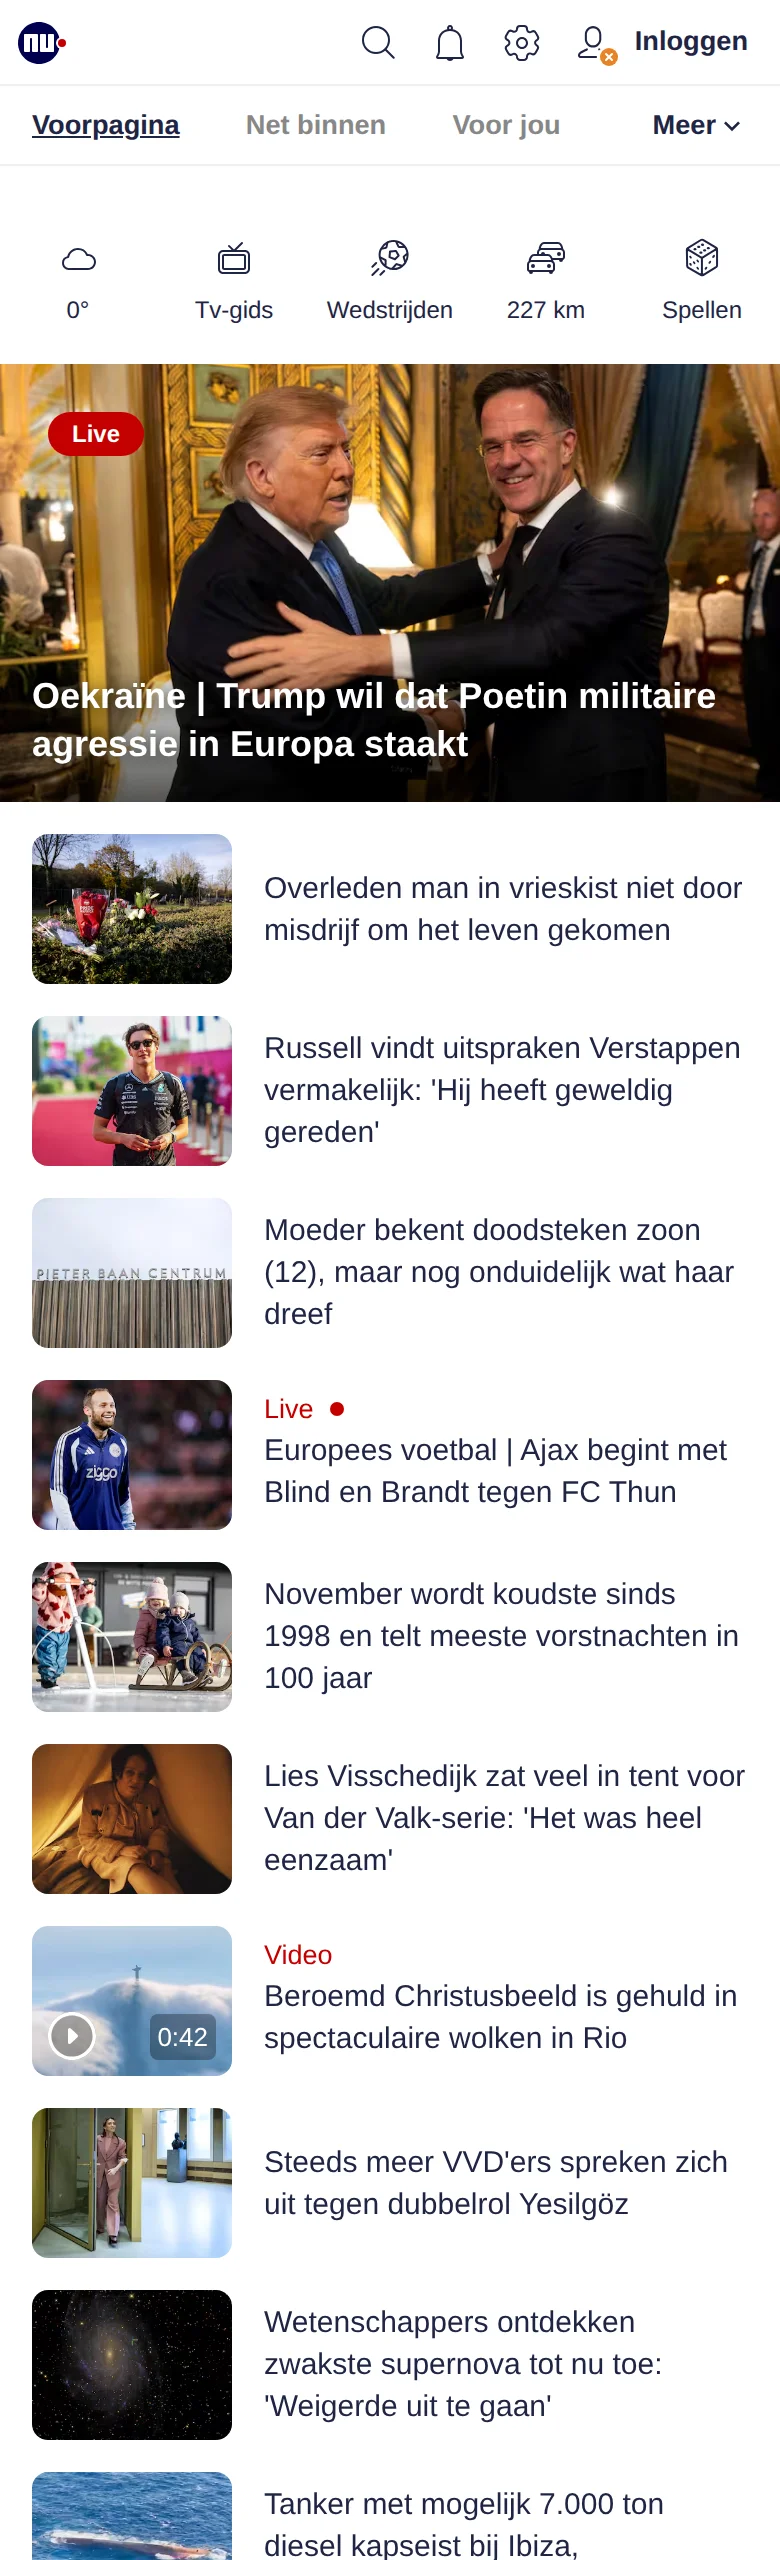 nu
Inloggen
Voorpagina
Net binnen
Voor jou
Meer
0°
Tv-gids
Wedstrijden
227 km
Spellen
Live
Oekraïne | Trump wil dat Poetin militaire
agressie in Europa staakt
Overleden man in vrieskist niet door
misdrijf om het leven gekomen
Russell vindt uitspraken Verstappen
vermakelijk: 'Hij heeft geweldig
gereden'
PIETER BAAN CENTRUM
Moeder bekent doodsteken zoon
(12), maar nog onduidelijk wat haar
dreef
ziggo
Live
Europees voetbal | Ajax begint met
Blind en Brandt tegen FC Thun
November wordt koudste sinds
1998 en telt meeste vorstnachten in
100 jaar
Lies Visschedijk zat veel in tent voor
Van der Valk-serie: 'Het was heel
eenzaam'
0:42
Video
Beroemd Christusbeeld is gehuld in
spectaculaire wolken in Rio
Steeds meer VVD'ers spreken zich
uit tegen dubbelrol Yesilgöz
Wetenschappers ontdekken
zwakste supernova tot nu toe:
'Weigerde uit te gaan'
Tanker met mogelijk 7.000 ton
diesel kapseist bij Ibiza,